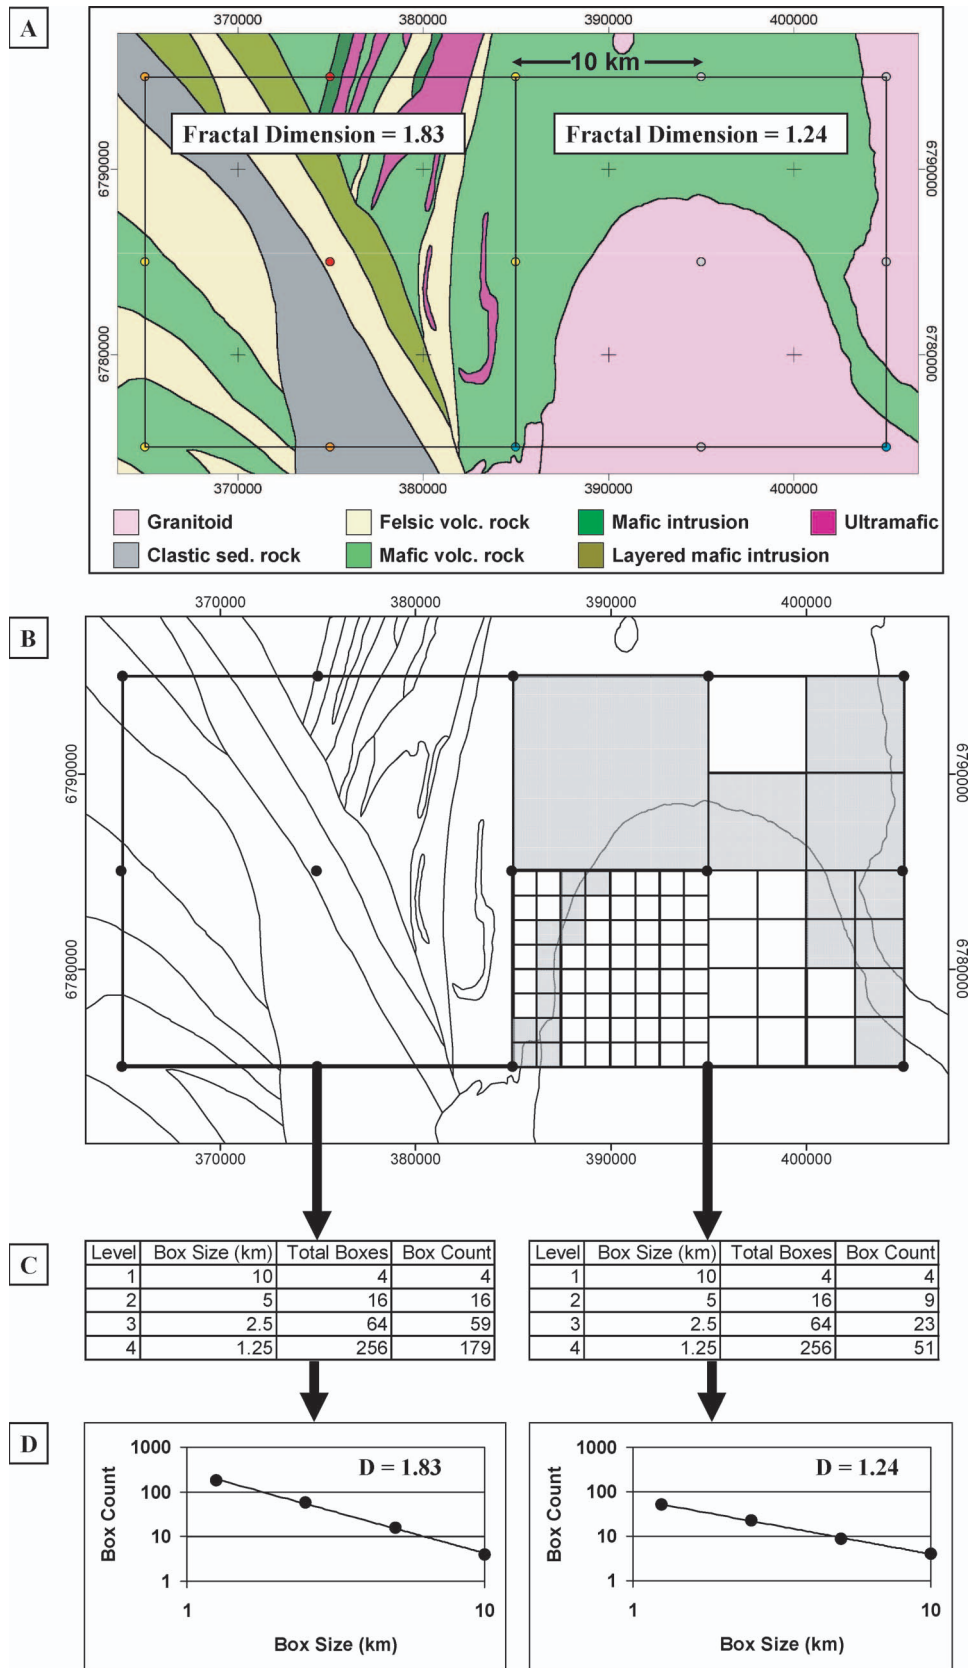 A
370000 380000 390000 400000
10 km
Fractal Dimension = 1.83 Fractal Dimension = 1.24
6790000 6790000
6780000 6780000
370000 380000 390000 400000
Granitoid Felsic volc. rock Mafic intrusion Ultramafic
Clastic sed. rock Mafic volc. rock Layered mafic intrusion
B
370000 380000 390000 400000
6790000 6790000
6780000 6780000
370000 380000 390000 400000
C
Level Box Size (km) Total Boxes Box Count
1 10 4 4
2 5 16 16
3 2.5 64 59
4 1.25 256 179
Level Box Size (km) Total Boxes Box Count
1 10 4 4
2 5 16 9
3 2.5 64 23
4 1.25 256 51
D
Box Count
1000
100
10
1
D = 1.83
1 10
Box Size (km)
Box Count
1000
100
10
1
D = 1.24
1 10
Box Size (km)